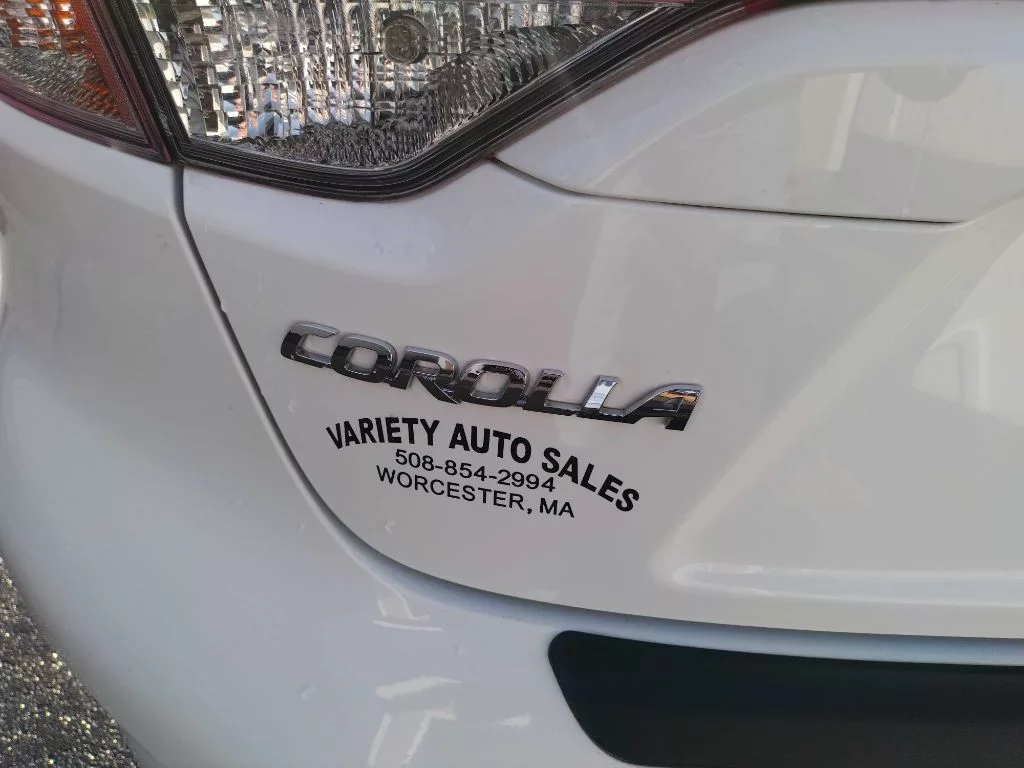 COROLLA
VARIETY AUTO SALES
508-854-2994
WORCESTER, MA